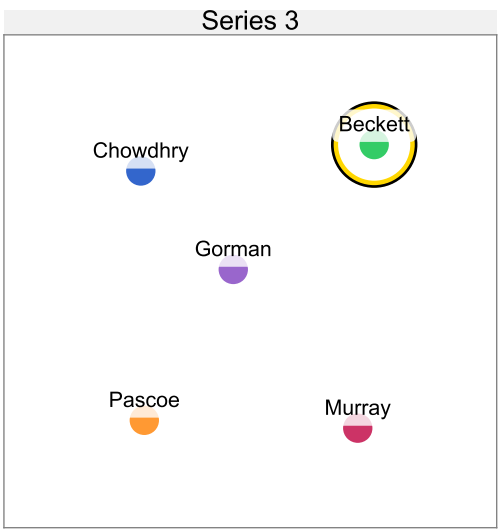 Series 3
Beckett
Chowdhry
Gorman
Pascoe
Murray